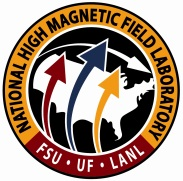 NATIONAL HIGH MAGNETIC FIELD LABORATORY
FSU • UF • LANL